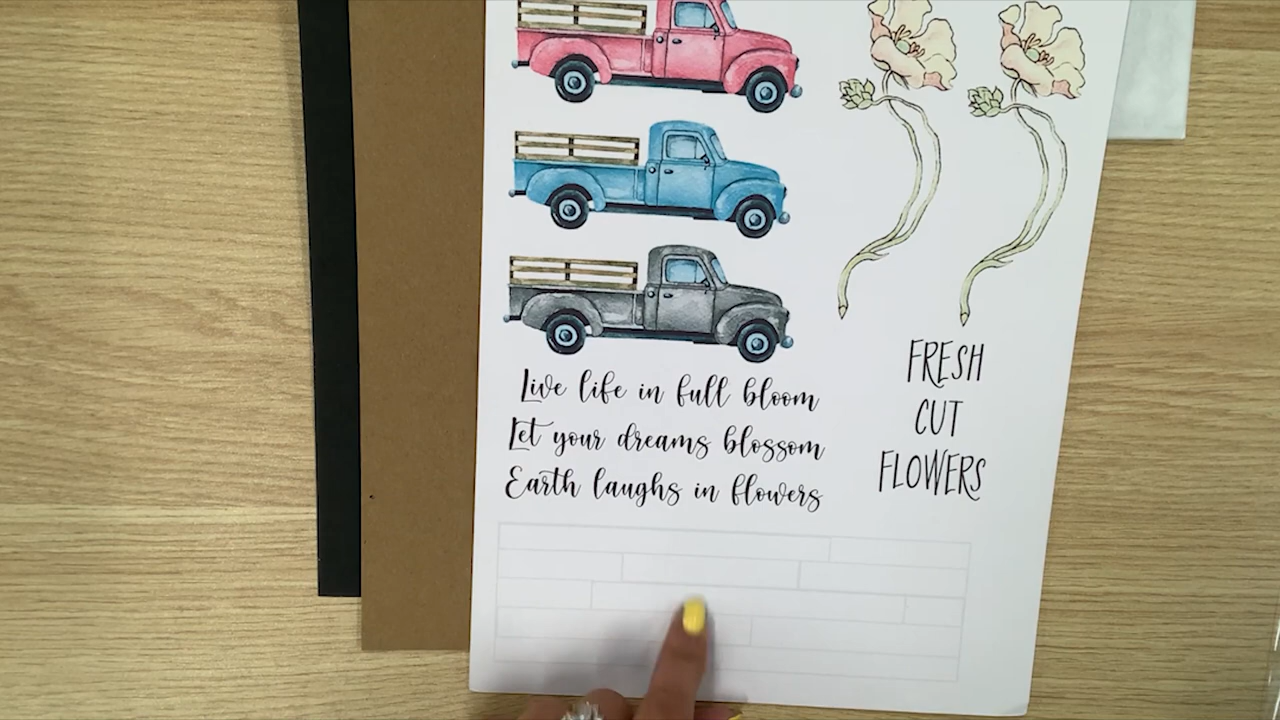 Live life in full bloom
Let your dreams blossom
Earth laughs in flowers
FRESH
CUT
FLOWERS